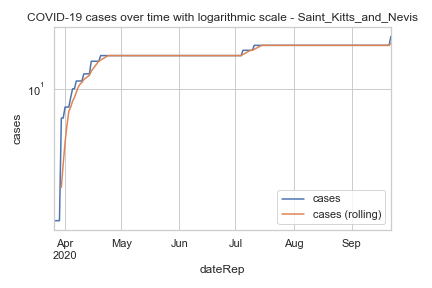 COVID-19 cases over time with logarithmic scale - Saint_Kitts_and_Nevis
cases
10¹
Apr May Jun Jul Aug Sep
2020
dateRep
cases
cases (rolling)